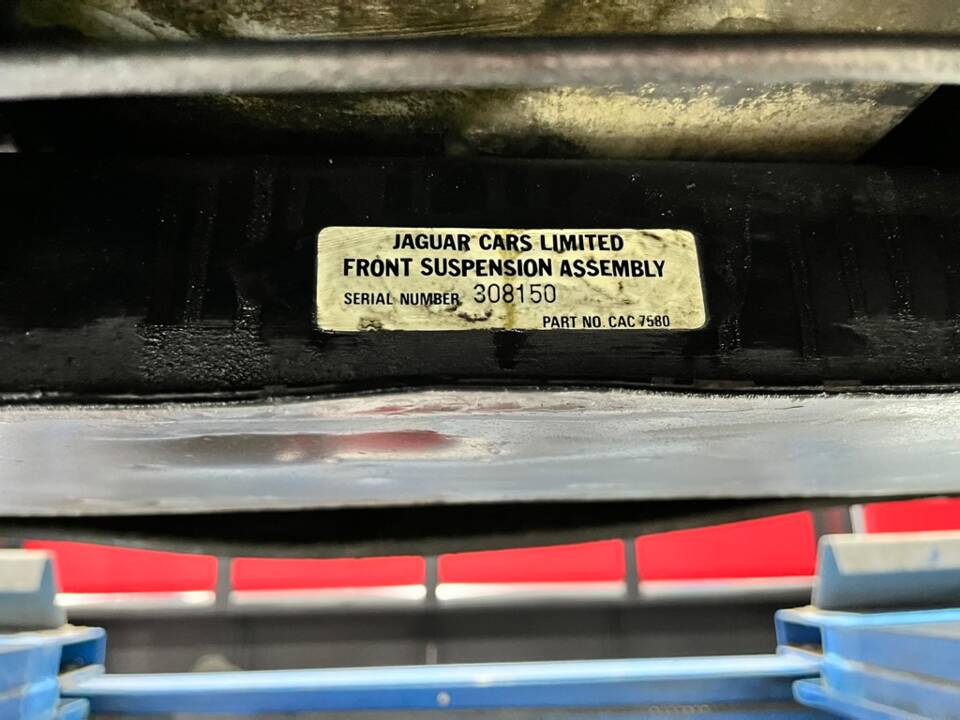 JAGUAR CARS LIMITED
FRONT SUSPENSION ASSEMBLY
SERIAL NUMBER 308150
PART NO. CAC 7580